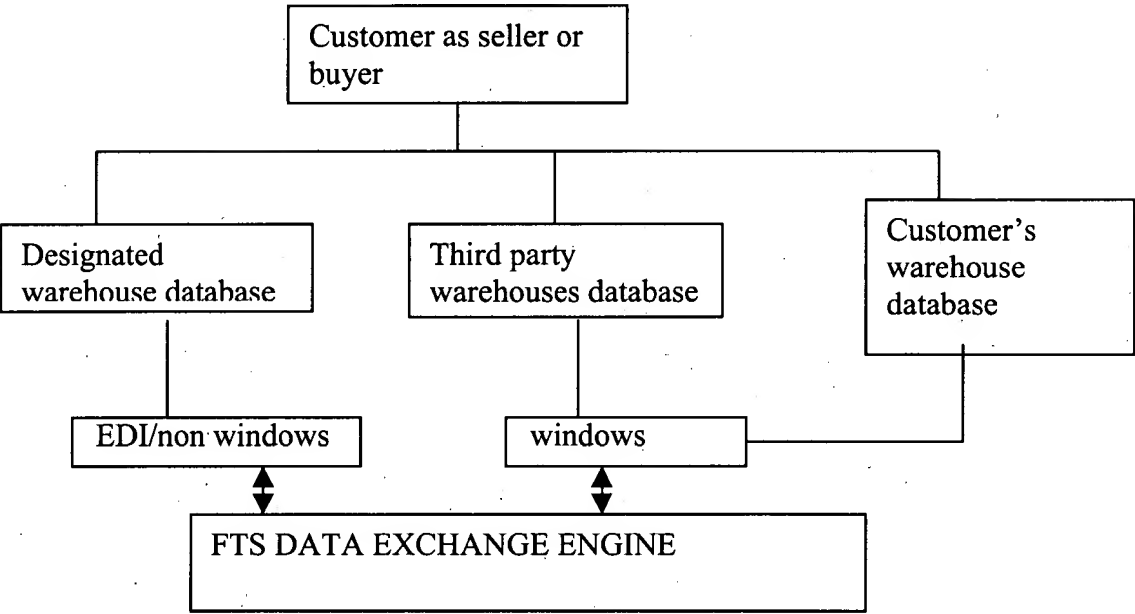 Customer as seller or
buyer
Designated
warehouse database
Third party
warehouses database
Customer’s
warehouse
database
EDI/non windows
windows
FTS DATA EXCHANGE ENGINE